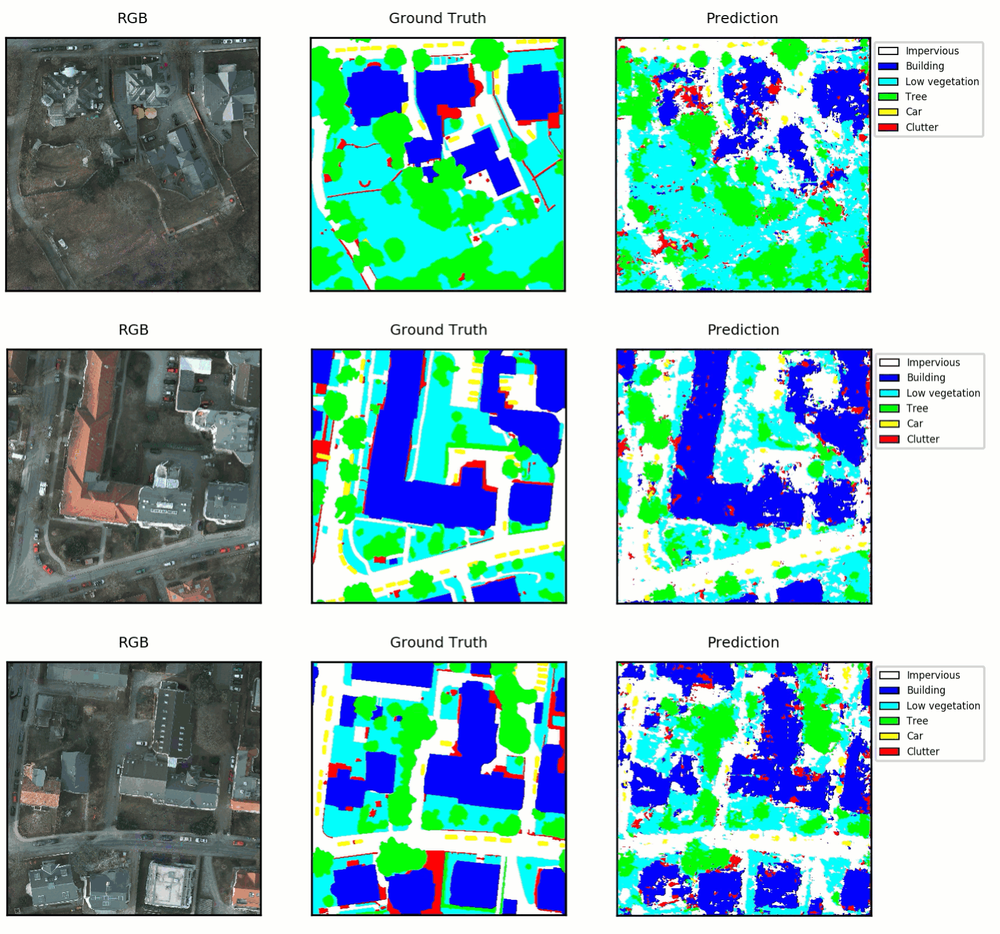 RGB
Ground Truth
Prediction
Impervious
Building
Low vegetation
Tree
Car
Clutter
RGB
Ground Truth
Prediction
Impervious
Building
Low vegetation
Tree
Car
Clutter
RGB
Ground Truth
Prediction
Impervious
Building
Low vegetation
Tree
Car
Clutter